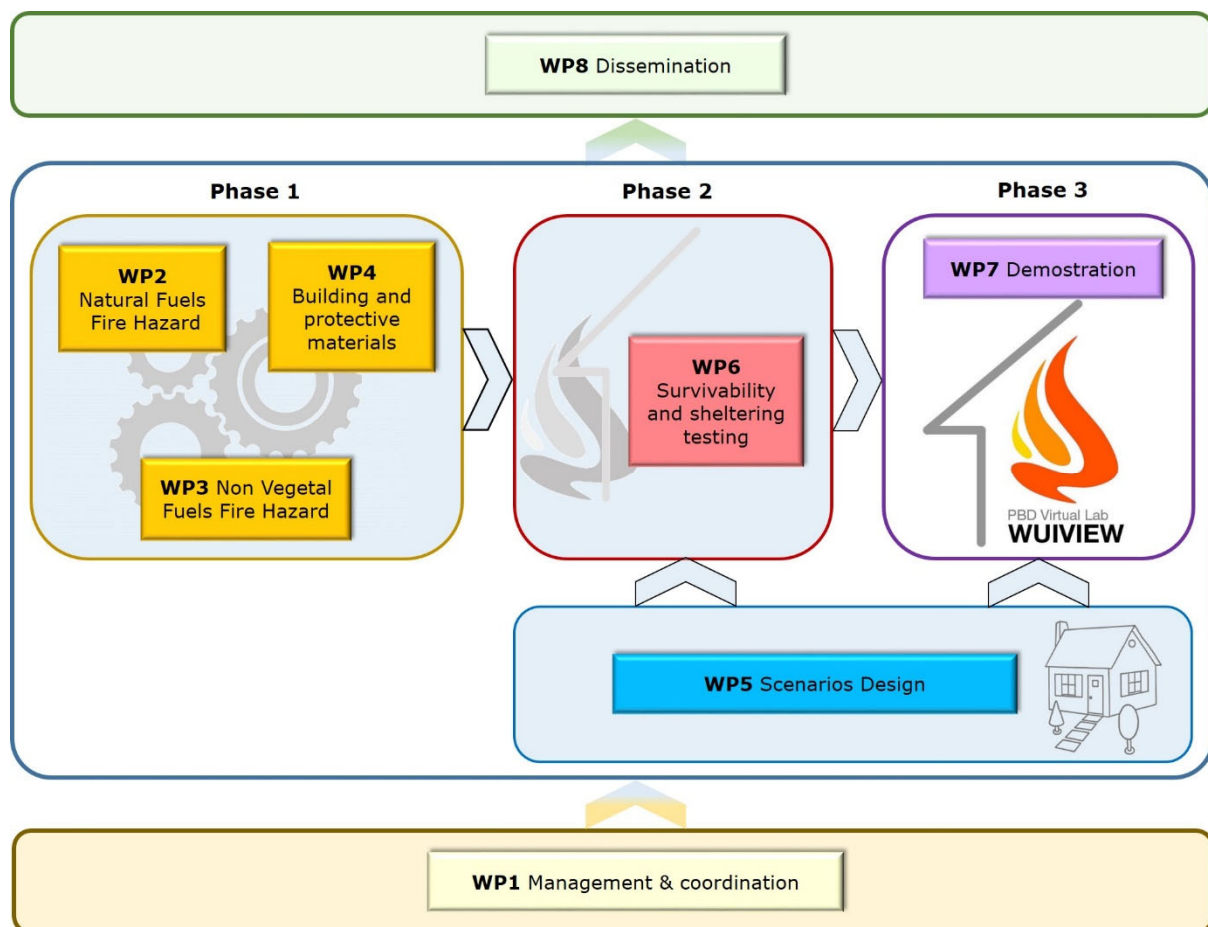 WP8 Dissemination
Phase 1
Phase 2
Phase 3
WP2
Natural Fuels
Fire Hazard
WP4
Building and
protective
materials
WP3 Non Vegetal
Fuels Fire Hazard
WP6
Survivability
and sheltering
testing
WP7 Demostration
PBD Virtual Lab
WUIVIEW
WP5 Scenarios Design
WP1 Management & coordination